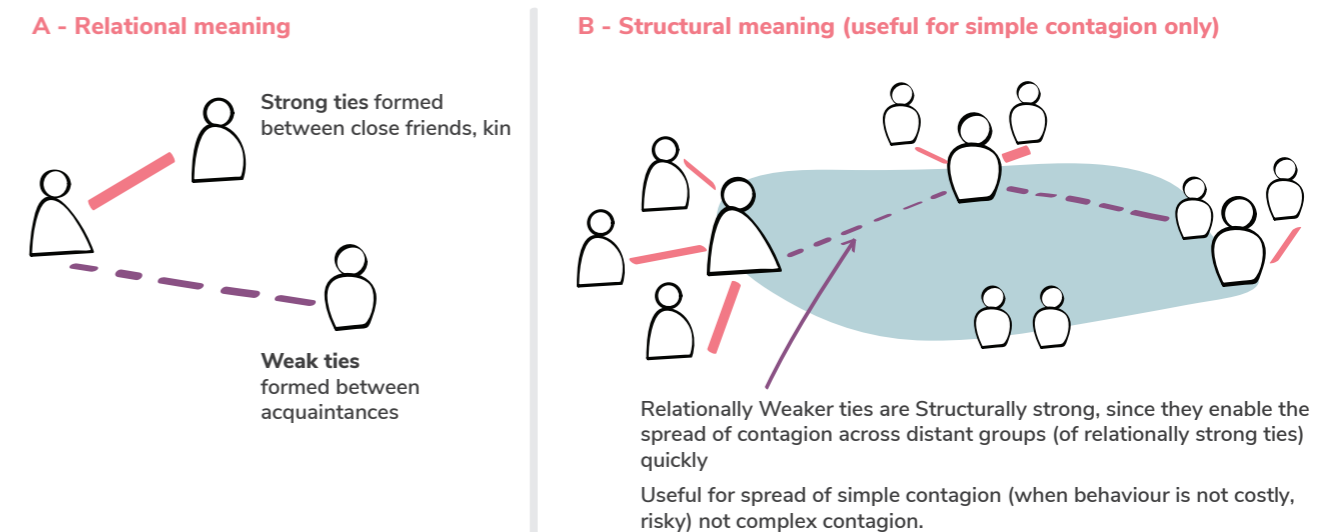 A - Relational meaning
Strong ties formed
between close friends, kin
Weak ties
formed between
acquaintances
B - Structural meaning (useful for simple contagion only)
Relationally Weaker ties are Structurally strong, since they enable the
spread of contagion across distant groups (of relationally strong ties)
quickly
Useful for spread of simple contagion (when behaviour is not costly,
risky) not complex contagion.